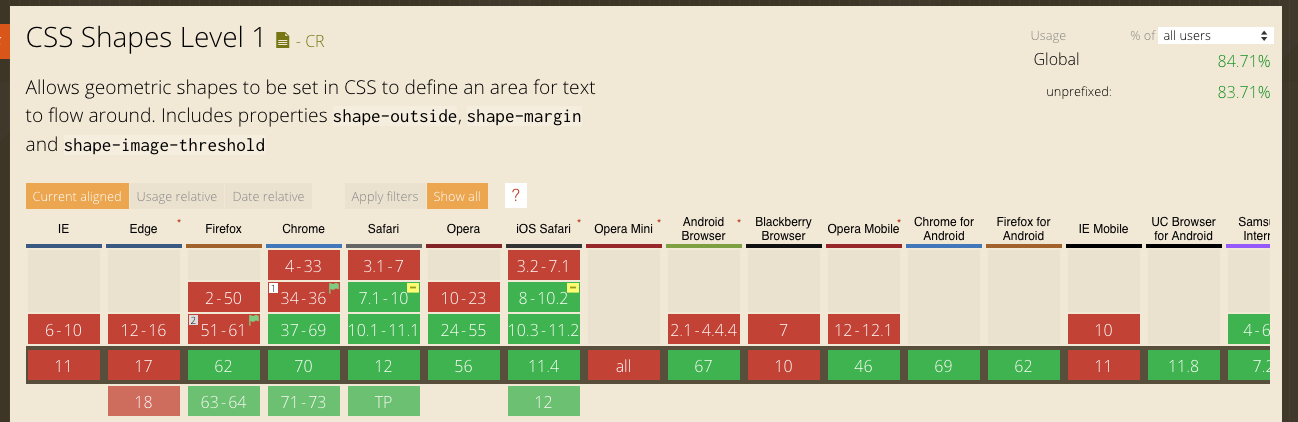 CSS Shapes Level 1 - CR
Usage % of all users
Global 84.71%
unprefixed: 83.71%
Allows geometric shapes to be set in CSS to define an area for text
to flow around. Includes properties shape-outside, shape-margin
and shape-image-threshold
Current aligned Usage relative Date relative Apply filters Show all ?
IE Edge * Firefox Chrome Safari Opera iOS Safari * Opera Mini * Android Browser * Blackberry Browser Opera Mobile * Chrome for Android Firefox for Android IE Mobile UC Browser for Android Samsu Intern
4-33 3.1-7 3.2-7.1
2-50 1 34-36 7.1-10 10-23 8-10.2
6-10 12-16 2 51-61 37-69 10.1-11.1 24-55 10.3-11.2 2.1-4.4.4 7 12-12.1 10 4-6
11 17 62 70 12 56 11.4 all 67 10 46 69 62 11 11.8 7.2
18 63-64 71-73 TP 12